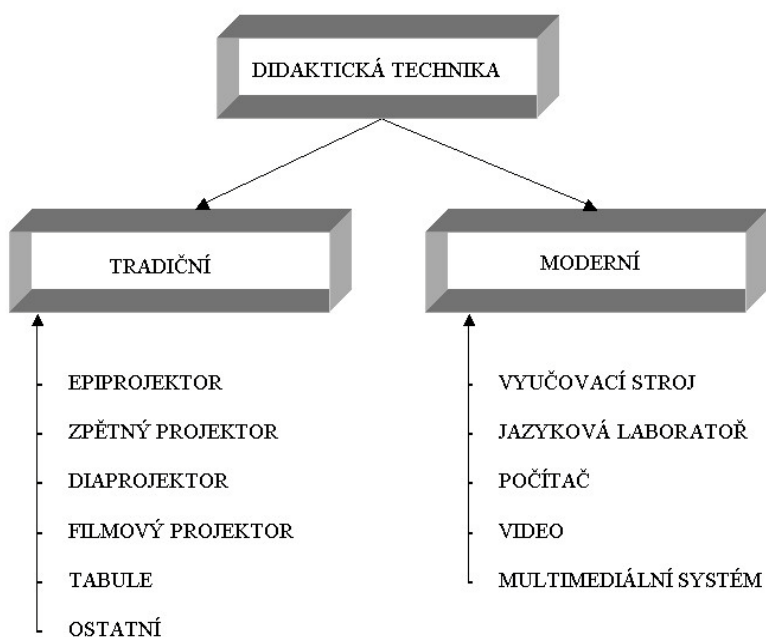 DIDAKTICKÁ TECHNIKA
TRADIČNÍ
EPIPROJEKTOR
ZPĚTNÝ PROJEKTOR
DIAPROJEKTOR
FILMOVÝ PROJEKTOR
TABULE
OSTATNÍ
MODERNÍ
VYUČOVACÍ STROJ
JAZYKOVÁ LABORATOŘ
POČÍTAČ
VIDEO
MULTIMEDIÁLNÍ SYSTÉM